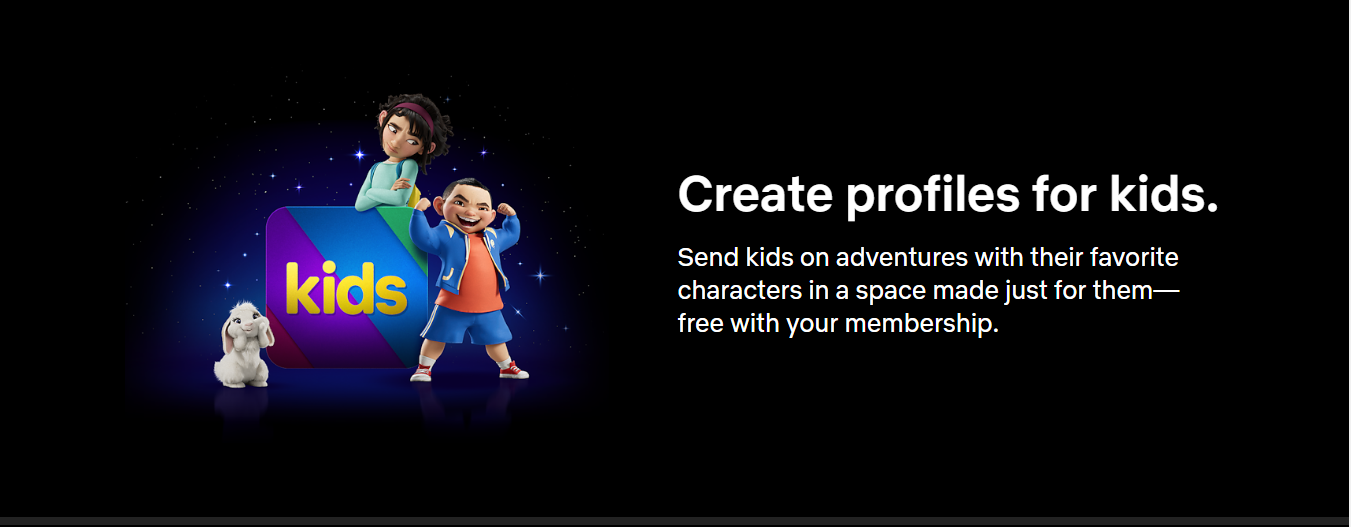 kids
Create profiles for kids.
Send kids on adventures with their favorite
characters in a space made just for them—
free with your membership.